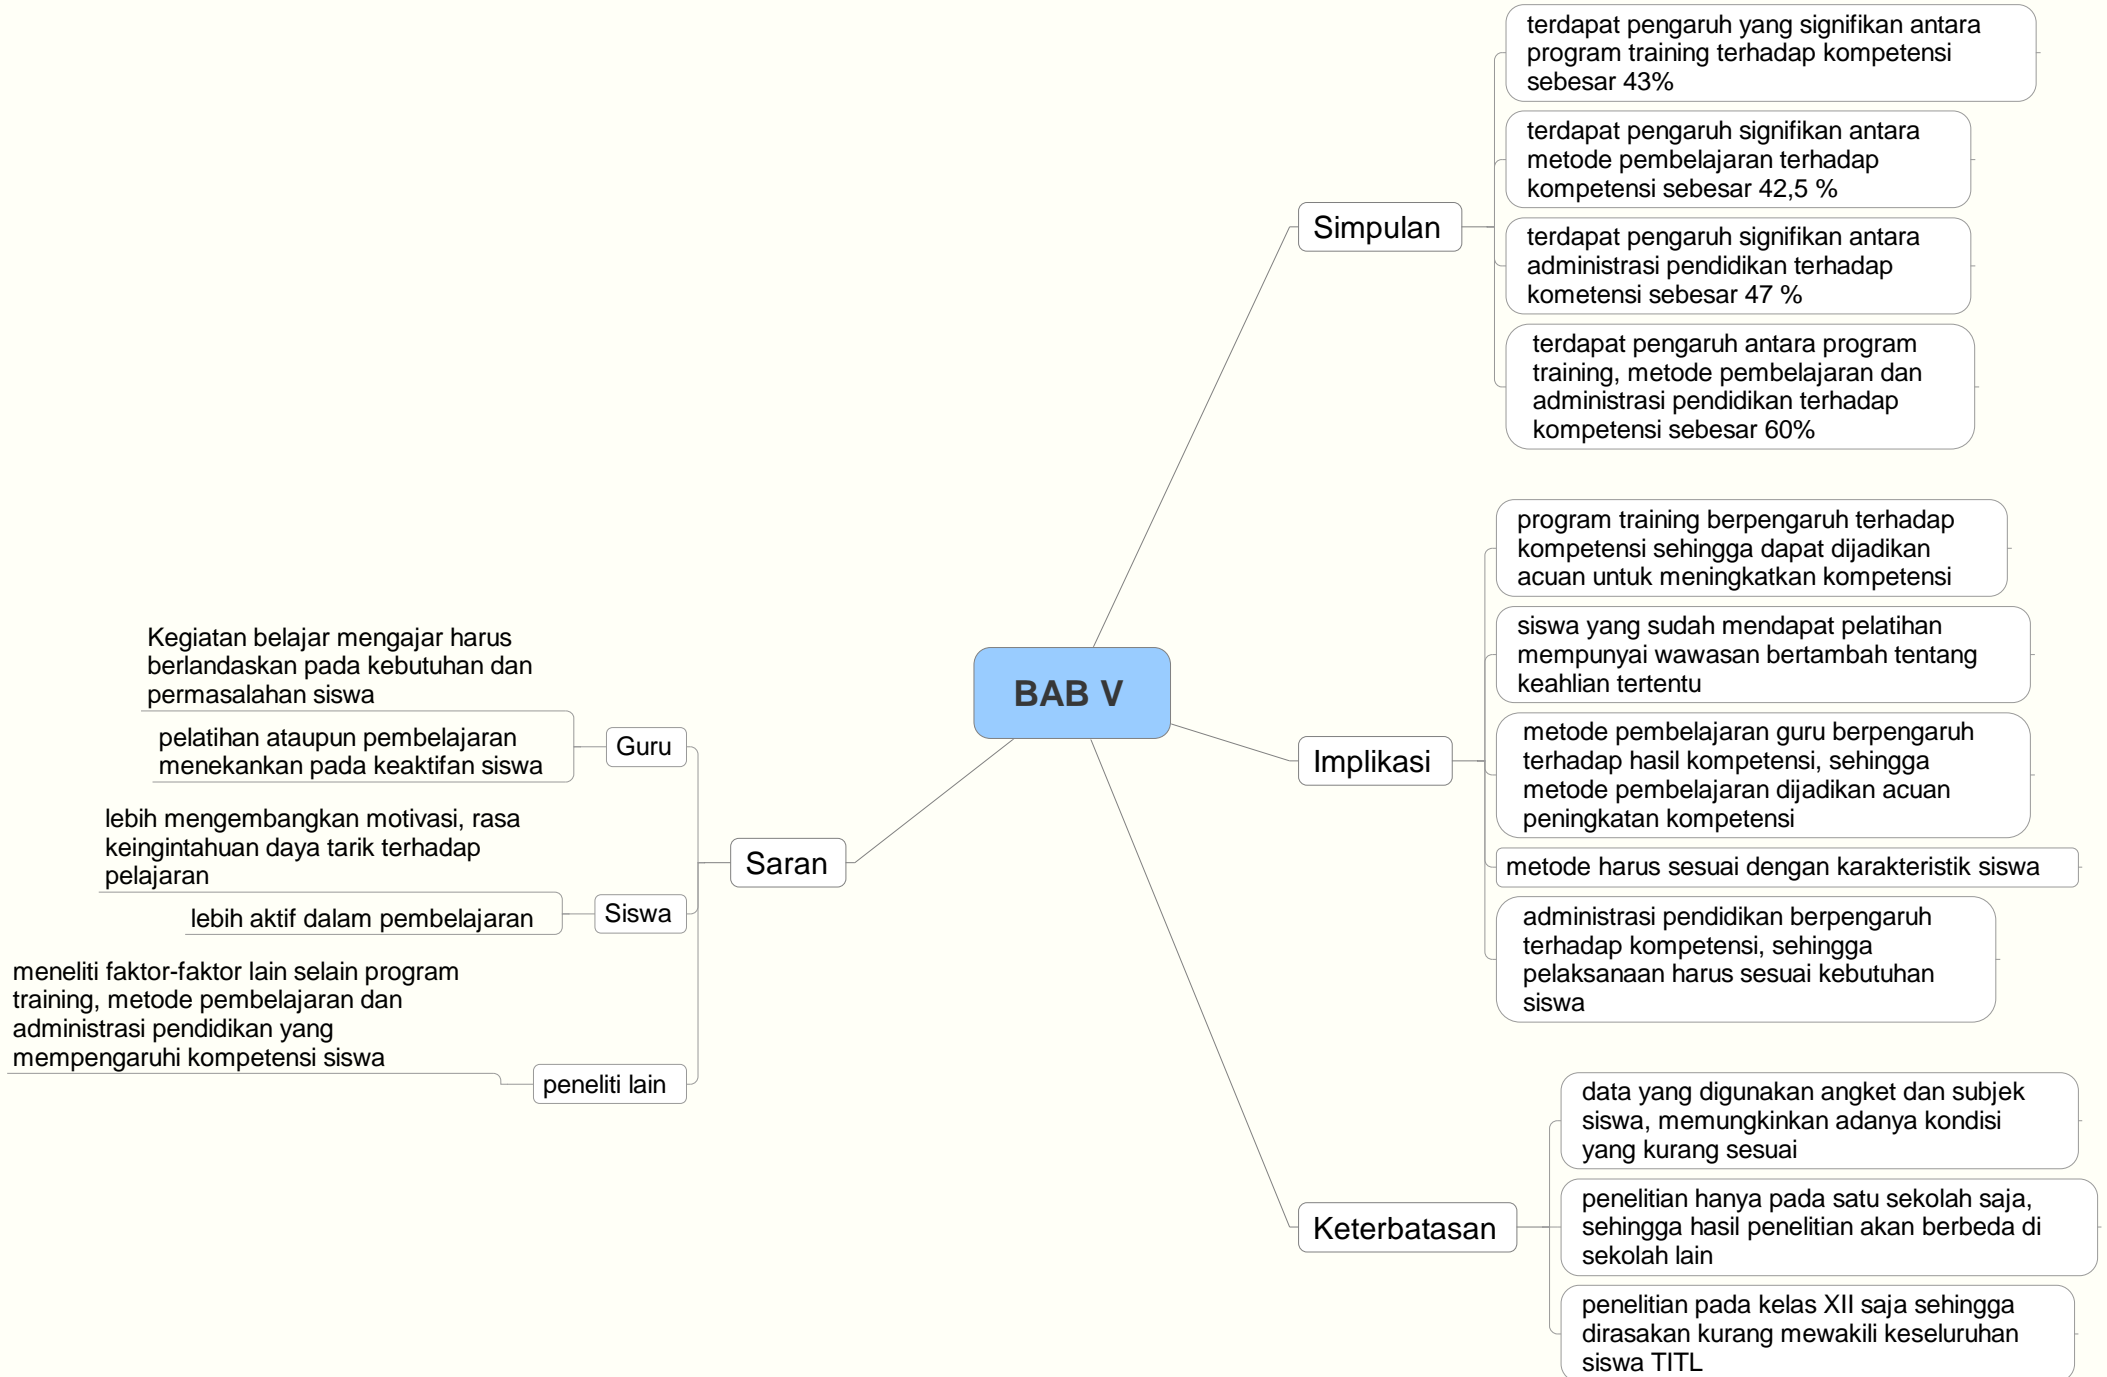 BAB V
Simpulan
terdapat pengaruh yang signifikan antara
program training terhadap kompetensi
sebesar 43%
terdapat pengaruh signifikan antara
metode pembelajaran terhadap
kompetensi sebesar 42,5 %
terdapat pengaruh signifikan antara
administrasi pendidikan terhadap
kometensi sebesar 47 %
terdapat pengaruh antara program
training, metode pembelajaran dan
administrasi pendidikan terhadap
kompetensi sebesar 60%
Implikasi
program training berpengaruh terhadap
kompetensi sehingga dapat dijadikan
acuan untuk meningkatkan kompetensi
siswa yang sudah mendapat pelatihan
mempunyai wawasan bertambah tentang
keahlian tertentu
metode pembelajaran guru berpengaruh
terhadap hasil kompetensi, sehingga
metode pembelajaran dijadikan acuan
peningkatan kompetensi
metode harus sesuai dengan karakteristik siswa
administrasi pendidikan berpengaruh
terhadap kompetensi, sehingga
pelaksanaan harus sesuai kebutuhan
siswa
Keterbatasan
data yang digunakan angket dan subjek
siswa, memungkinkan adanya kondisi
yang kurang sesuai
penelitian hanya pada satu sekolah saja,
sehingga hasil penelitian akan berbeda di
sekolah lain
penelitian pada kelas XII saja sehingga
dirasakan kurang mewakili keseluruhan
siswa TITL
Saran
Guru
Kegiatan belajar mengajar harus
berlandaskan pada kebutuhan dan
permasalahan siswa
pelatihan ataupun pembelajaran
menekankan pada keaktifan siswa
Siswa
lebih mengembangkan motivasi, rasa
keingintahuan daya tarik terhadap
pelajaran
lebih aktif dalam pembelajaran
peneliti lain
meneliti faktor-faktor lain selain program
training, metode pembelajaran dan
administrasi pendidikan yang
mempengaruhi kompetensi siswa